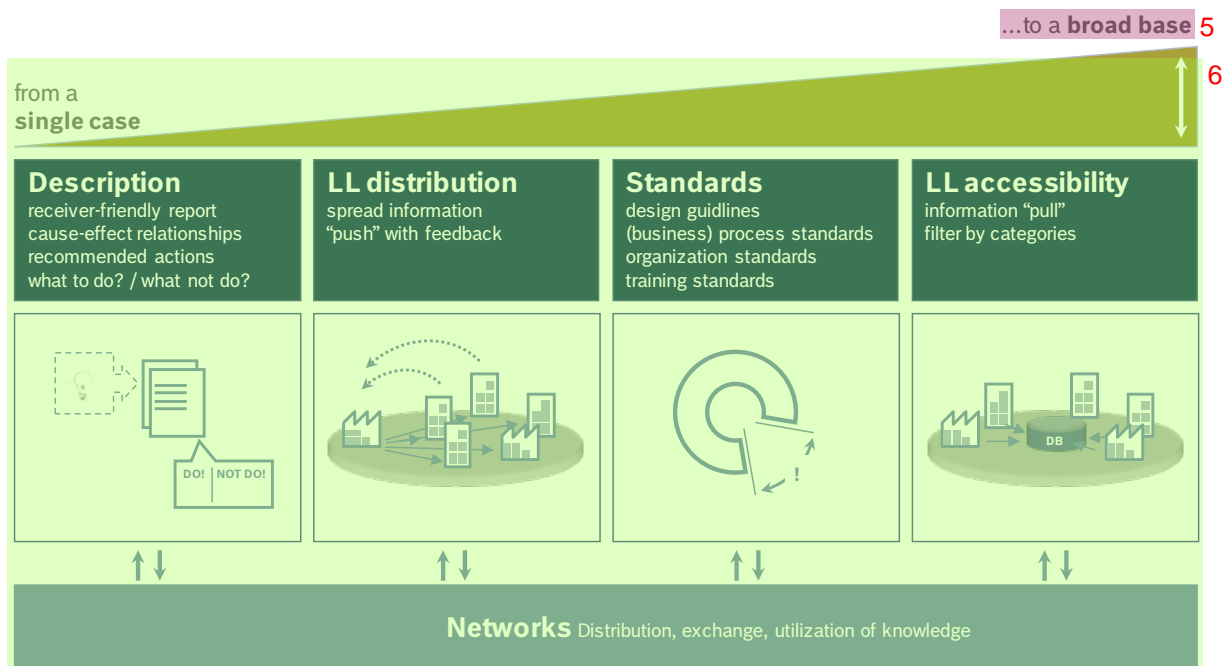 ...to a broad base 5
6
from a
single case
Description
receiver-friendly report
cause-effect relationships
recommended actions
what to do? / what not do?
LL distribution
spread information
“push” with feedback
Standards
design guidlines
(business) process standards
organization standards
training standards
LL accessibility
information “pull”
filter by categories
DO! NOT DO!
!
DB
Networks Distribution, exchange, utilization of knowledge